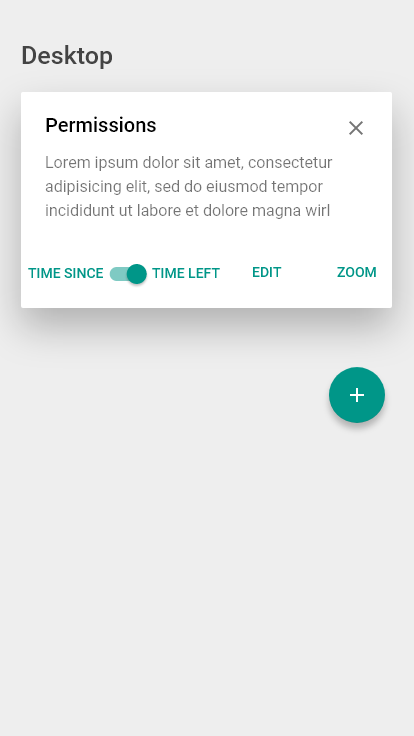 Desktop
Permissions
Lorem ipsum dolor sit amet, consectetur
adipisicing elit, sed do eiusmod tempor
incididunt ut labore et dolore magna wirl
TIME SINCE TIME LEFT EDIT ZOOM